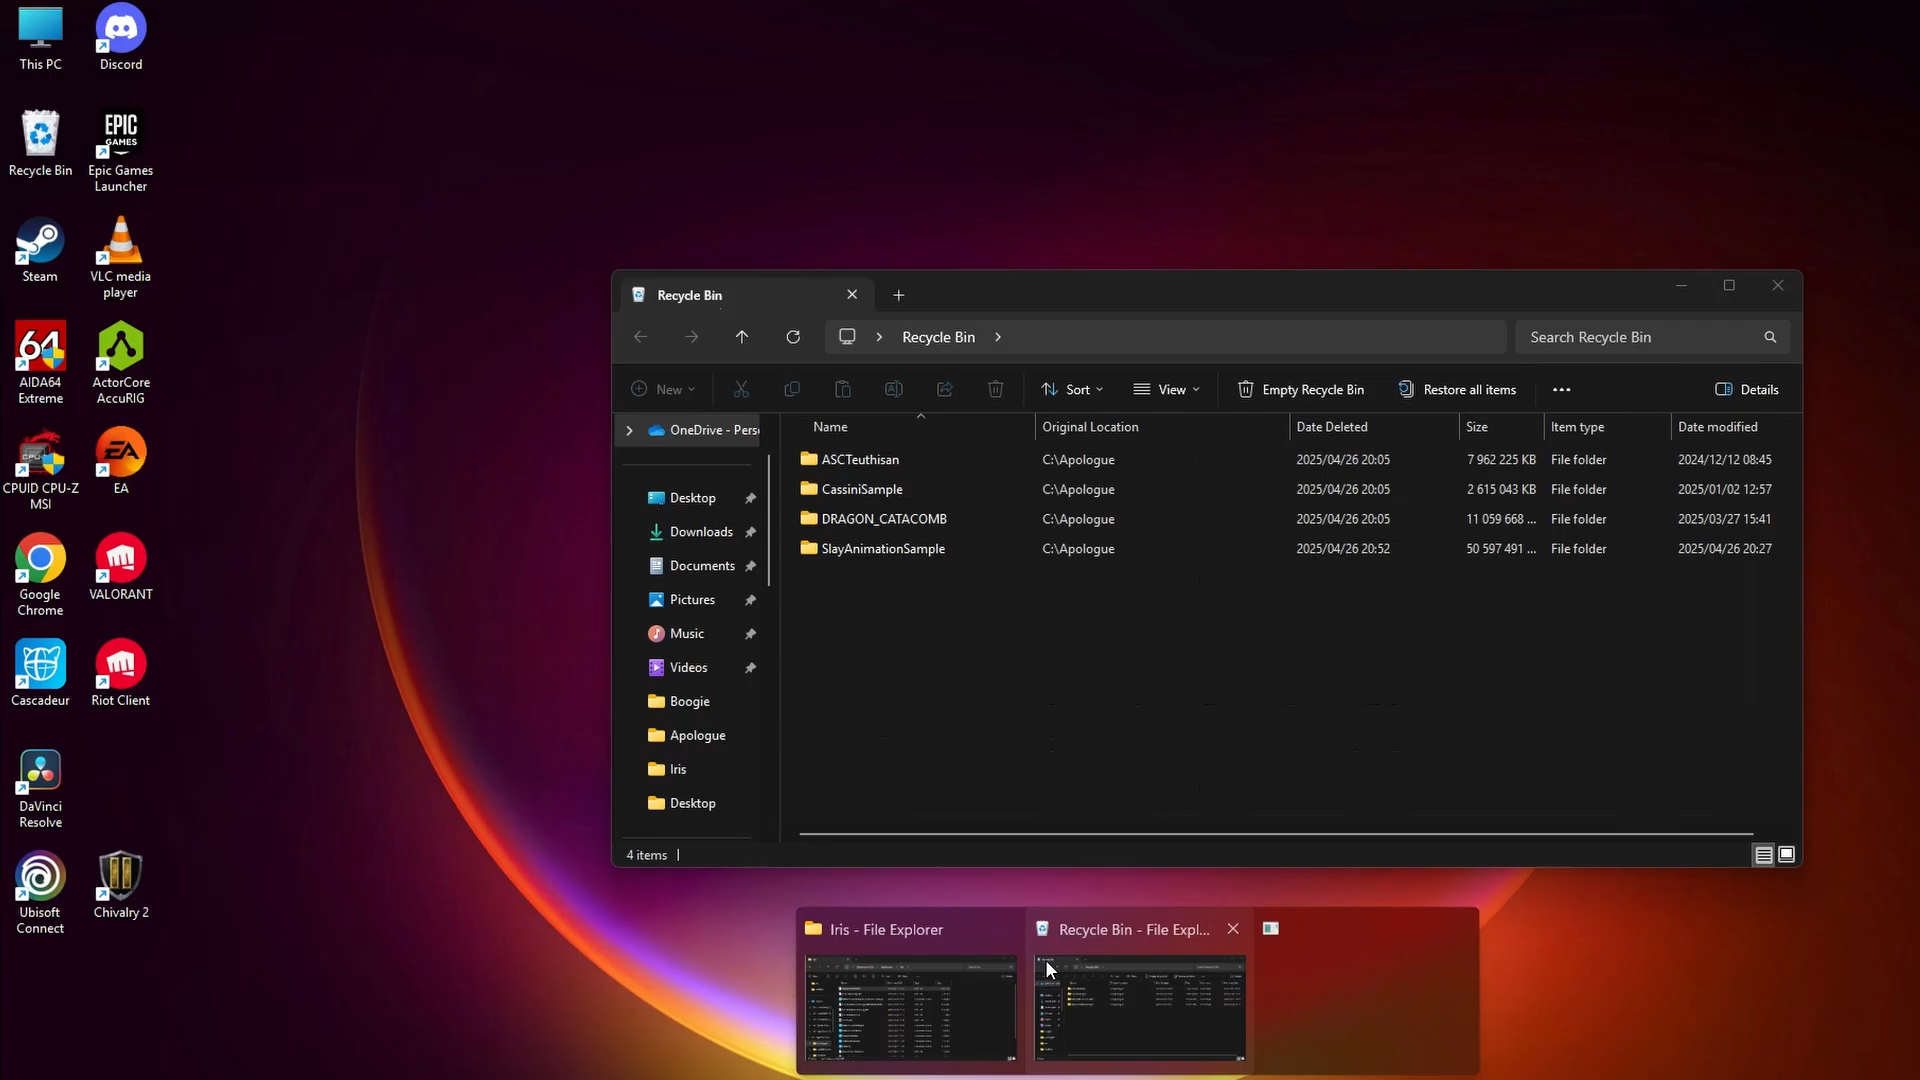 This PC
Discord
Recycle Bin
EPIC
GAMES
Epic Games
Launcher
Steam
VLC media
player
64
AIDA64
Extreme
ActorCore
AccuRIG
CPUID CPU-Z
MSI
EA
EA
Google
Chrome
VALORANT
Cascadeur
Riot Client
DaVinci
Resolve
Ubisoft
Connect
Chivalry 2
Recycle Bin
Recycle Bin
Search Recycle Bin
New
Sort
View
Empty Recycle Bin
Restore all items
Details
OneDrive - Pers
Desktop
Downloads
Documents
Pictures
Music
Videos
Boogie
Apologue
Iris
Desktop
Name Original Location Date Deleted Size Item type Date modified
ASCTeuthisan C:\Apologue 2025/04/26 20:05 7 962 225 KB File folder 2024/12/12 08:45
CassiniSample C:\Apologue 2025/04/26 20:05 2 615 043 KB File folder 2025/01/02 12:57
DRAGON_CATACOMB C:\Apologue 2025/04/26 20:05 11 059 668 ... File folder 2025/03/27 15:41
SlayAnimationSample C:\Apologue 2025/04/26 20:52 50 597 491 ... File folder 2025/04/26 20:27
4 items
Iris - File Explorer
Recycle Bin - File Expl...